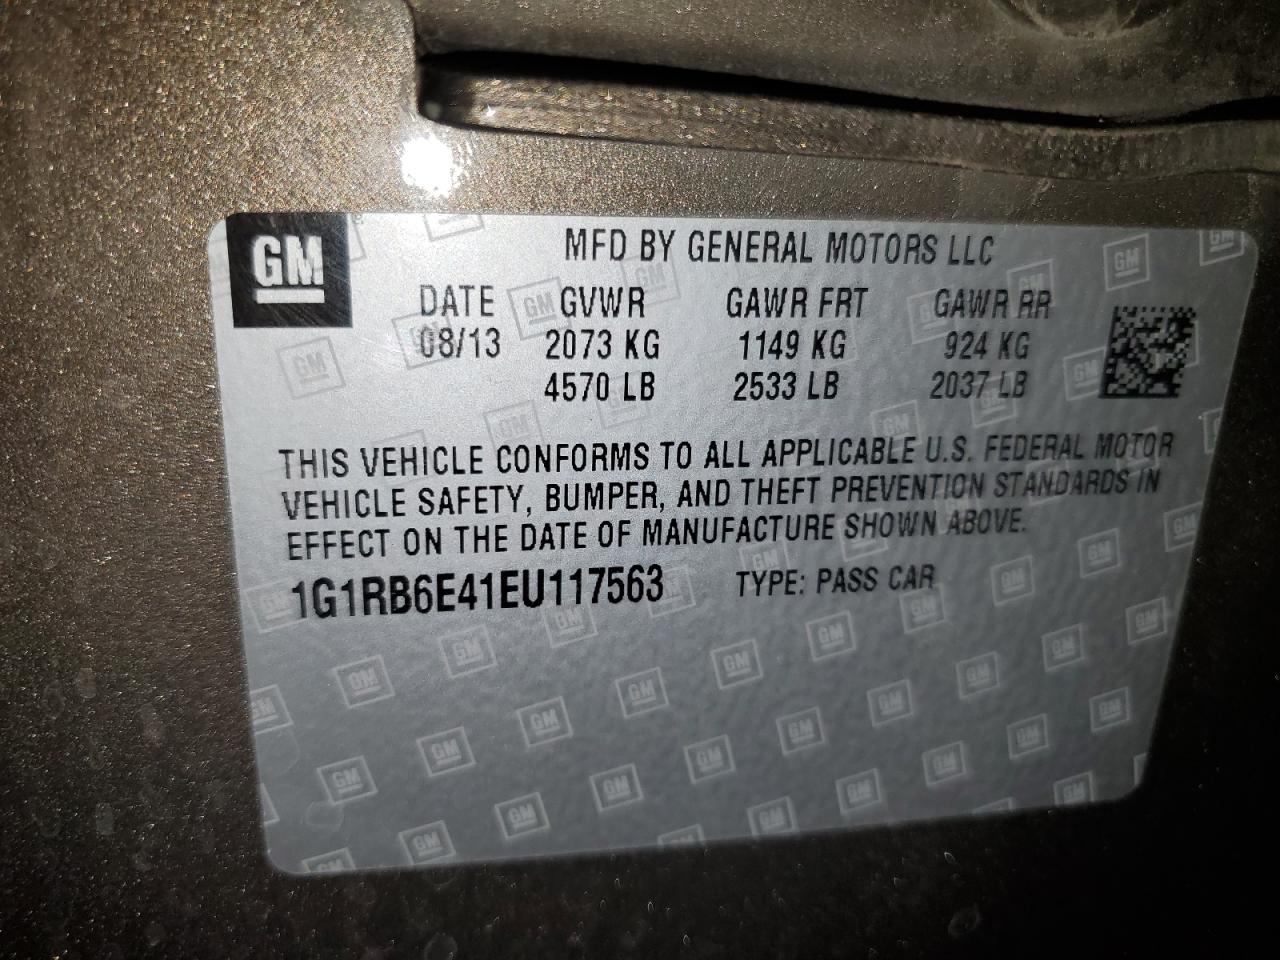 GM
MFD BY GENERAL MOTORS LLC
DATE GVWR GAWR FRT GAWR RR
08/13 2073 KG 1149 KG 924 KG
4570 LB 2533 LB 2037 LB
THIS VEHICLE CONFORMS TO ALL APPLICABLE U.S. FEDERAL MOTOR
VEHICLE SAFETY, BUMPER, AND THEFT PREVENTION STANDARDS IN
EFFECT ON THE DATE OF MANUFACTURE SHOWN ABOVE.
1G1RB6E41EU117563 TYPE: PASS CAR